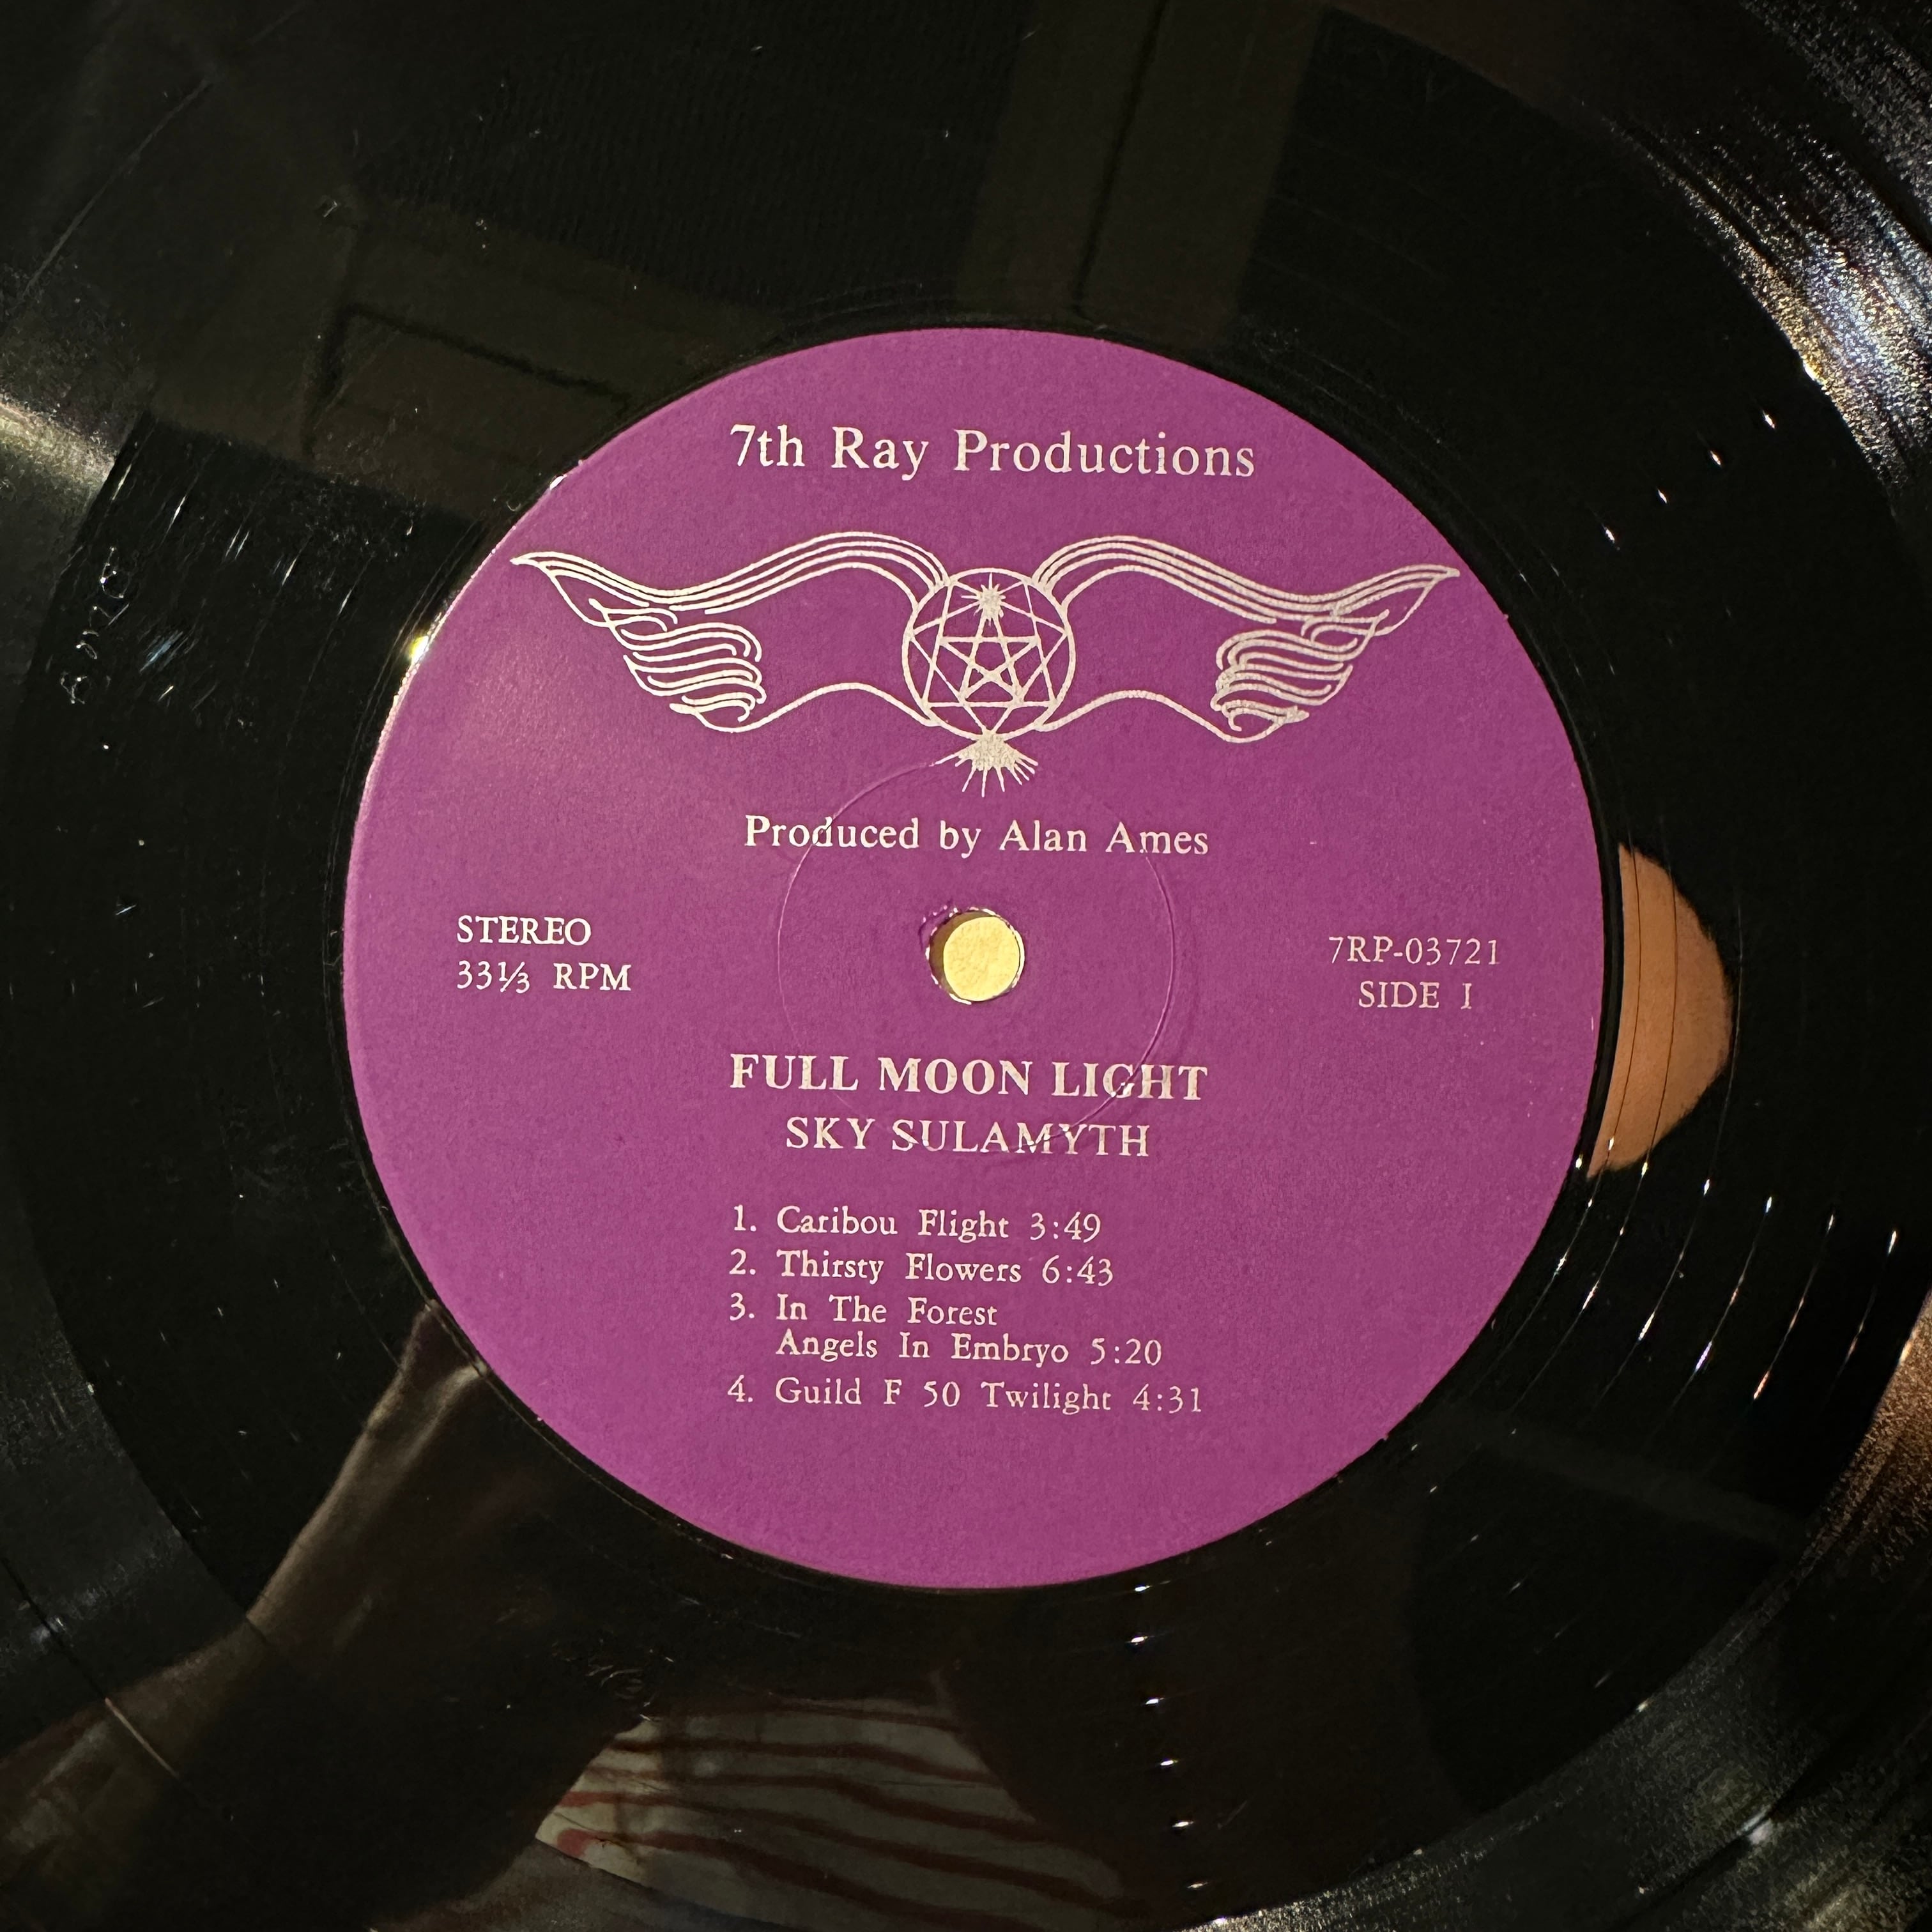 7th Ray Productions
Produced by Alan Ames
STEREO
33⅓ RPM
7RP-03721
SIDE I
FULL MOON LIGHT
SKY SULAMYTH
1. Caribou Flight 3:49
2. Thirsty Flowers 6:43
3. In The Forest
Angels In Embryo 5:20
4. Guild F 50 Twilight 4:31